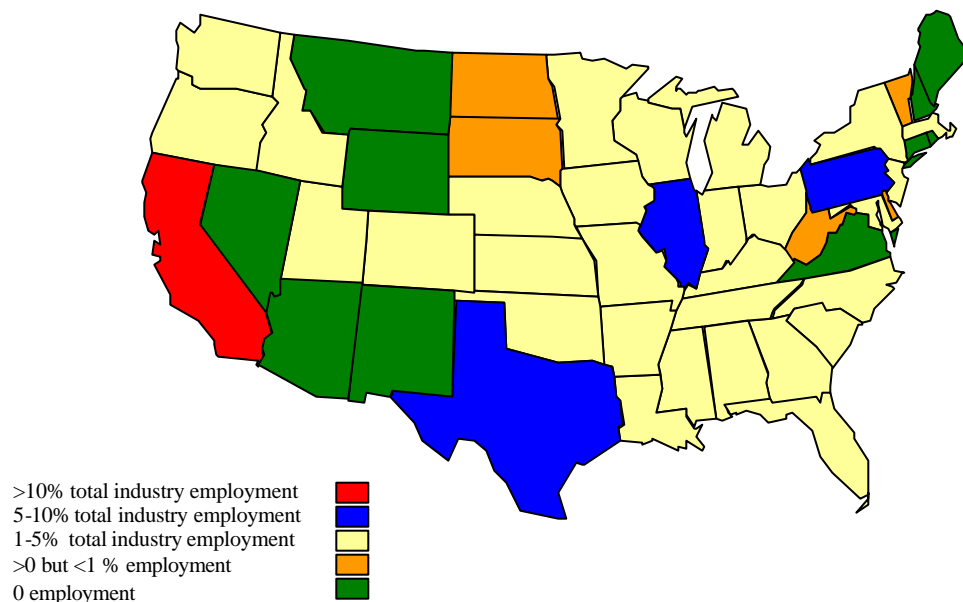 >10% total industry employment
5-10% total industry employment
1-5% total industry employment
>0 but <1 % employment
0 employment